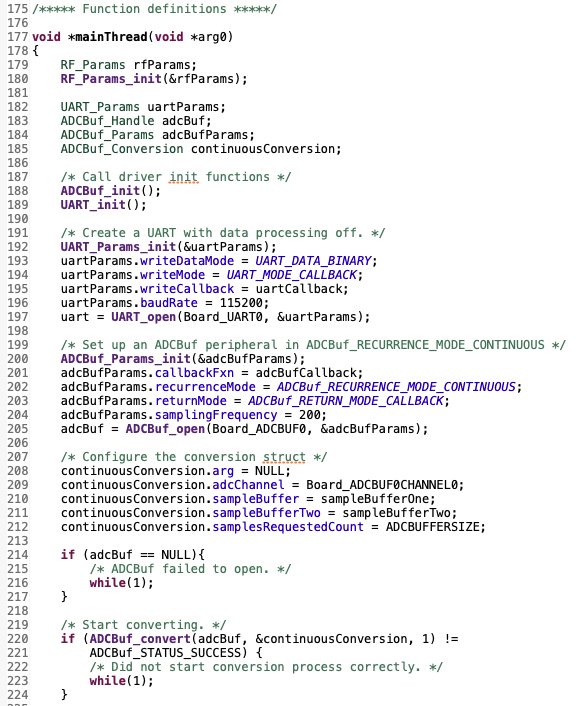 175 /***** Function definitions *****/
176
177 void *mainThread(void *arg0)
178 {
179     RF_Params rfParams;
180     RF_Params_init(&rfParams);
181
182     UART_Params uartParams;
183     ADCBuf_Handle adcBuf;
184     ADCBuf_Params adcBufParams;
185     ADCBuf_Conversion continuousConversion;
186
187     /* Call driver init functions */
188     ADCBuf_init();
189     UART_init();
190
191     /* Create a UART with data processing off. */
192     UART_Params_init(&uartParams);
193     uartParams.writeDataMode = UART_DATA_BINARY;
194     uartParams.writeMode = UART_MODE_CALLBACK;
195     uartParams.writeCallback = uartCallback;
196     uartParams.baudRate = 115200;
197     uart = UART_open(Board_UART0, &uartParams);
198
199     /* Set up an ADCBuf peripheral in ADCBuf_RECURRENCE_MODE_CONTINUOUS */
200     ADCBuf_Params_init(&adcBufParams);
201     adcBufParams.callbackFxn = adcBufCallback;
202     adcBufParams.recurrenceMode = ADCBuf_RECURRENCE_MODE_CONTINUOUS;
203     adcBufParams.returnMode = ADCBuf_RETURN_MODE_CALLBACK;
204     adcBufParams.samplingFrequency = 200;
205     adcBuf = ADCBuf_open(Board_ADCBUF0, &adcBufParams);
206
207     /* Configure the conversion struct */
208     continuousConversion.arg = NULL;
209     continuousConversion.adcChannel = Board_ADCBUF0CHANNEL0;
210     continuousConversion.sampleBuffer = sampleBufferOne;
211     continuousConversion.sampleBufferTwo = sampleBufferTwo;
212     continuousConversion.samplesRequestedCount = ADCBUFFERSIZE;
213
214     if (adcBuf == NULL){
215         /* ADCBuf failed to open. */
216         while(1);
217     }
218
219     /* Start converting. */
220     if (ADCBuf_convert(adcBuf, &continuousConversion, 1) !=
221         ADCBuf_STATUS_SUCCESS) {
222         /* Did not start conversion process correctly. */
223         while(1);
224     }